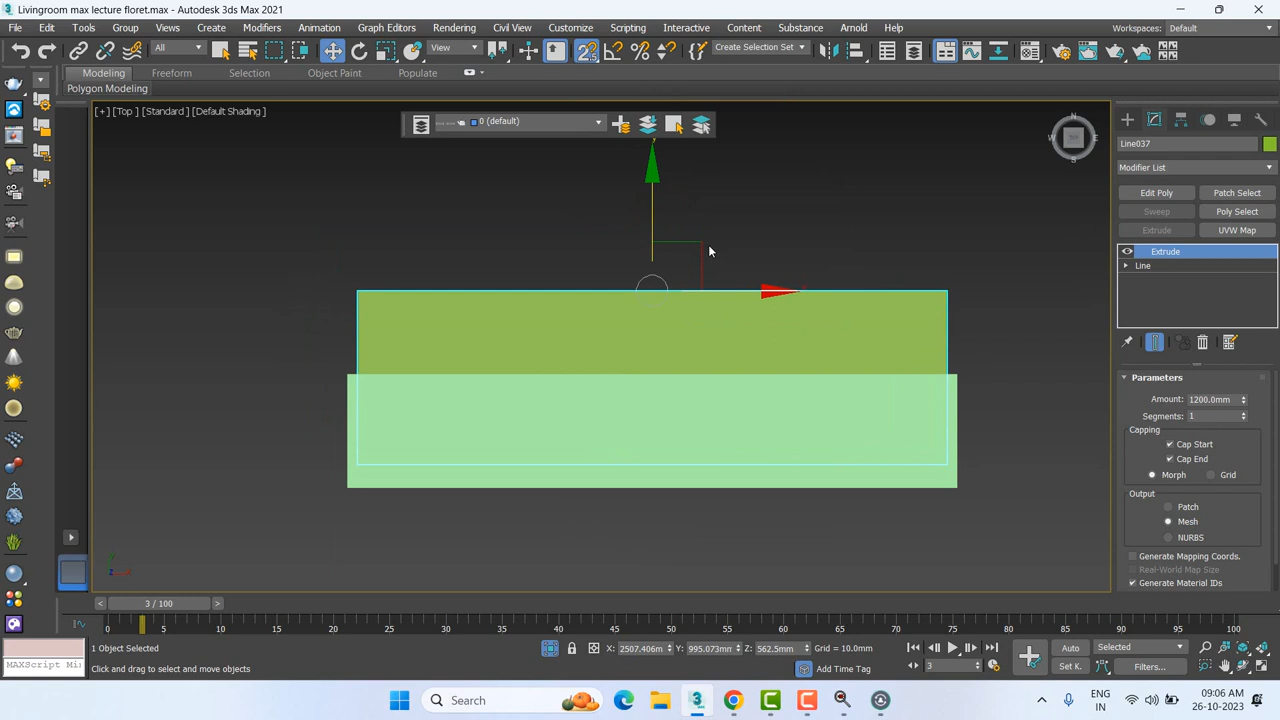 Livingroom max lecture floret.max - Autodesk 3ds Max 2021
File Edit Tools Group Views Create Modifiers Animation Graph Editors Rendering Civil View Customize Scripting Interactive Content Substance Arnold Help Workspaces: Default
All View Create Selection Set
Modeling Freeform Selection Object Paint Populate
Polygon Modeling
[+] [Top ] [Standard ] [Default Shading ]
0 (default)
N
W E
S
y
Line037
Modifier List
Edit Poly Patch Select
Sweep Poly Select
Extrude UVW Map
Extrude
Line
Parameters
Amount: 1200.0mm
Segments: 1
Capping
Cap Start
Cap End
Morph Grid
Output
Patch
Mesh
NURBS
Generate Mapping Coords.
Real-World Map Size
Generate Material IDs
< 3 / 100 >
0 5 10 15 20 25 30 35 40 45 50 55 60 65 70 75 80 85 90 95 100
1 Object Selected X: 2507.406m Y: 995.073mm Z: 562.5mm Grid = 10.0mm Auto Selected
MAXScript Mi Click and drag to select and move objects Add Time Tag 3 Set K. Filters...
Search ENG 09:06 AM
IN 26-10-2023